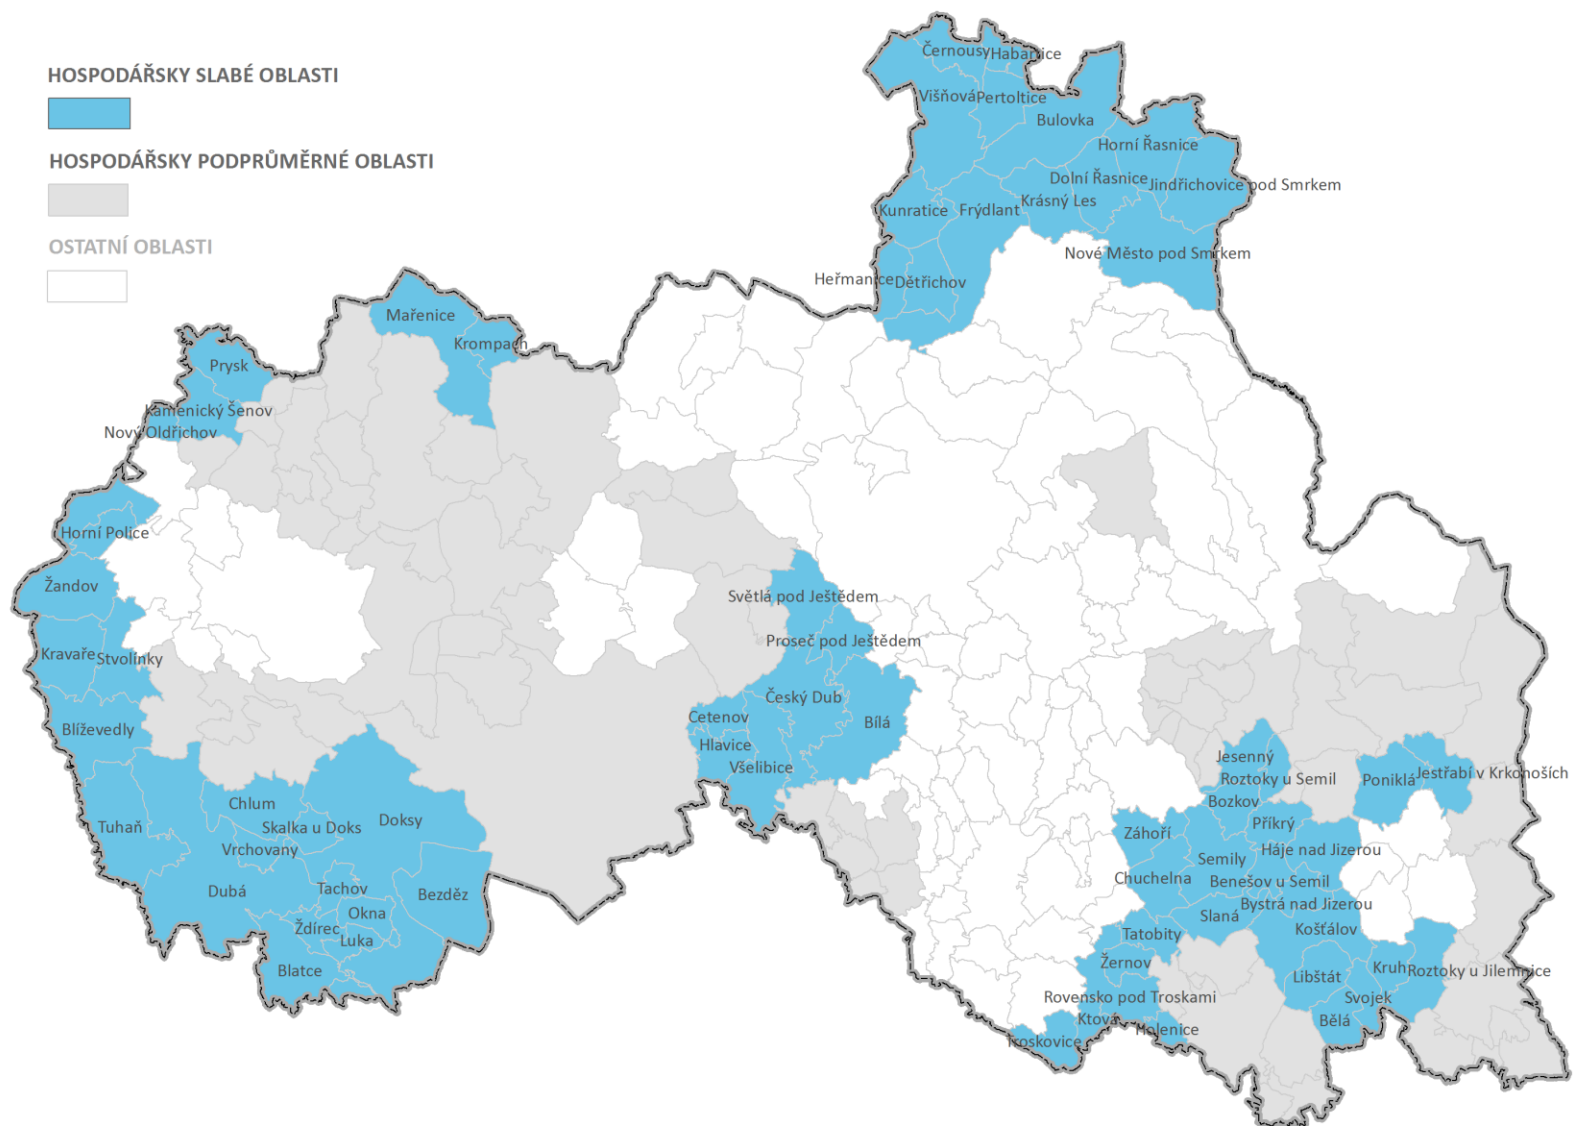 HOSPODÁŘSKY SLABÉ OBLASTI
HOSPODÁŘSKY PODPRŮMĚRNÉ OBLASTI
OSTATNÍ OBLASTI
Černousy
Habartice
Višňová
Pertoltice
Bulovka
Horní Řasnice
Dolní Řasnice
Jindřichovice pod Smrkem
Krásný Les
Kunratice
Frýdlant
Nové Město pod Smrkem
Heřmanice
Dětřichov
Mařenice
Krompach
Prysk
Kamenický Šenov
Nový Oldřichov
Horní Police
Žandov
Kravaře
Stvolínky
Blíževedly
Tuhaň
Chlum
Skalka u Doks
Doksy
Vrchovany
Dubá
Tachov
Bezděz
Okna
Ždírec
Luka
Blatce
Světlá pod Ještědem
Proseč pod Ještědem
Český Dub
Cetenov
Bílá
Hlavice
Všelibice
Jesenný
Roztoky u Semil
Poniklá
Jestřabí v Krkonoších
Bozkov
Příkrý
Záhoří
Háje nad Jizerou
Semily
Chuchelna
Benešov u Semil
Bystrá nad Jizerou
Slaná
Košťálov
Tatobity
Žernov
Libštát
Kruh
Roztoky u Jilemnice
Svojek
Rovensko pod Troskami
Ktová
Bělá
Holenice
Troskovice